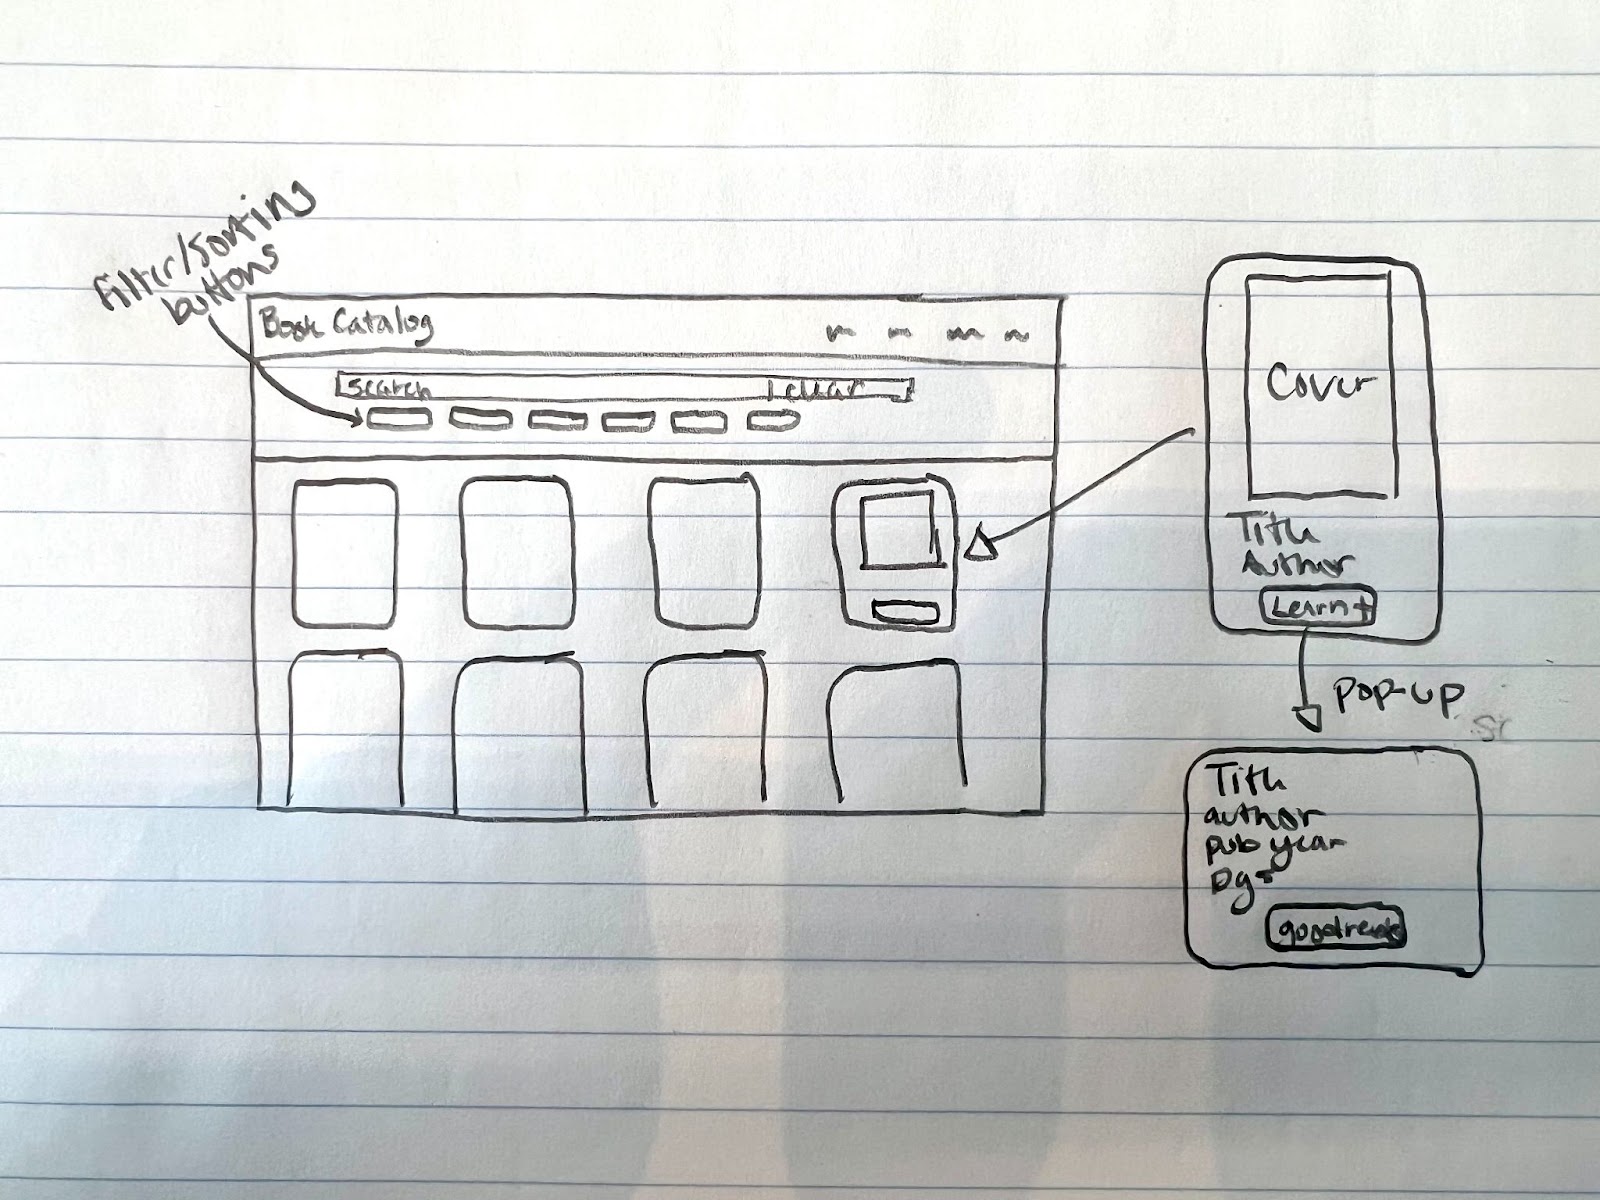 Filter/Sorting
buttons
Book Catalog
search
clear
Cover
Title
Author
Learn +
pop-up
Title
author
pub year
pgs
goodreads